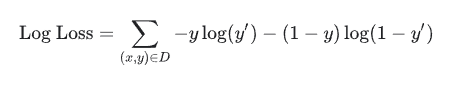 Log Loss = ∑_{(x,y)∈D} −y log(y′) − (1 − y) log(1 − y′)